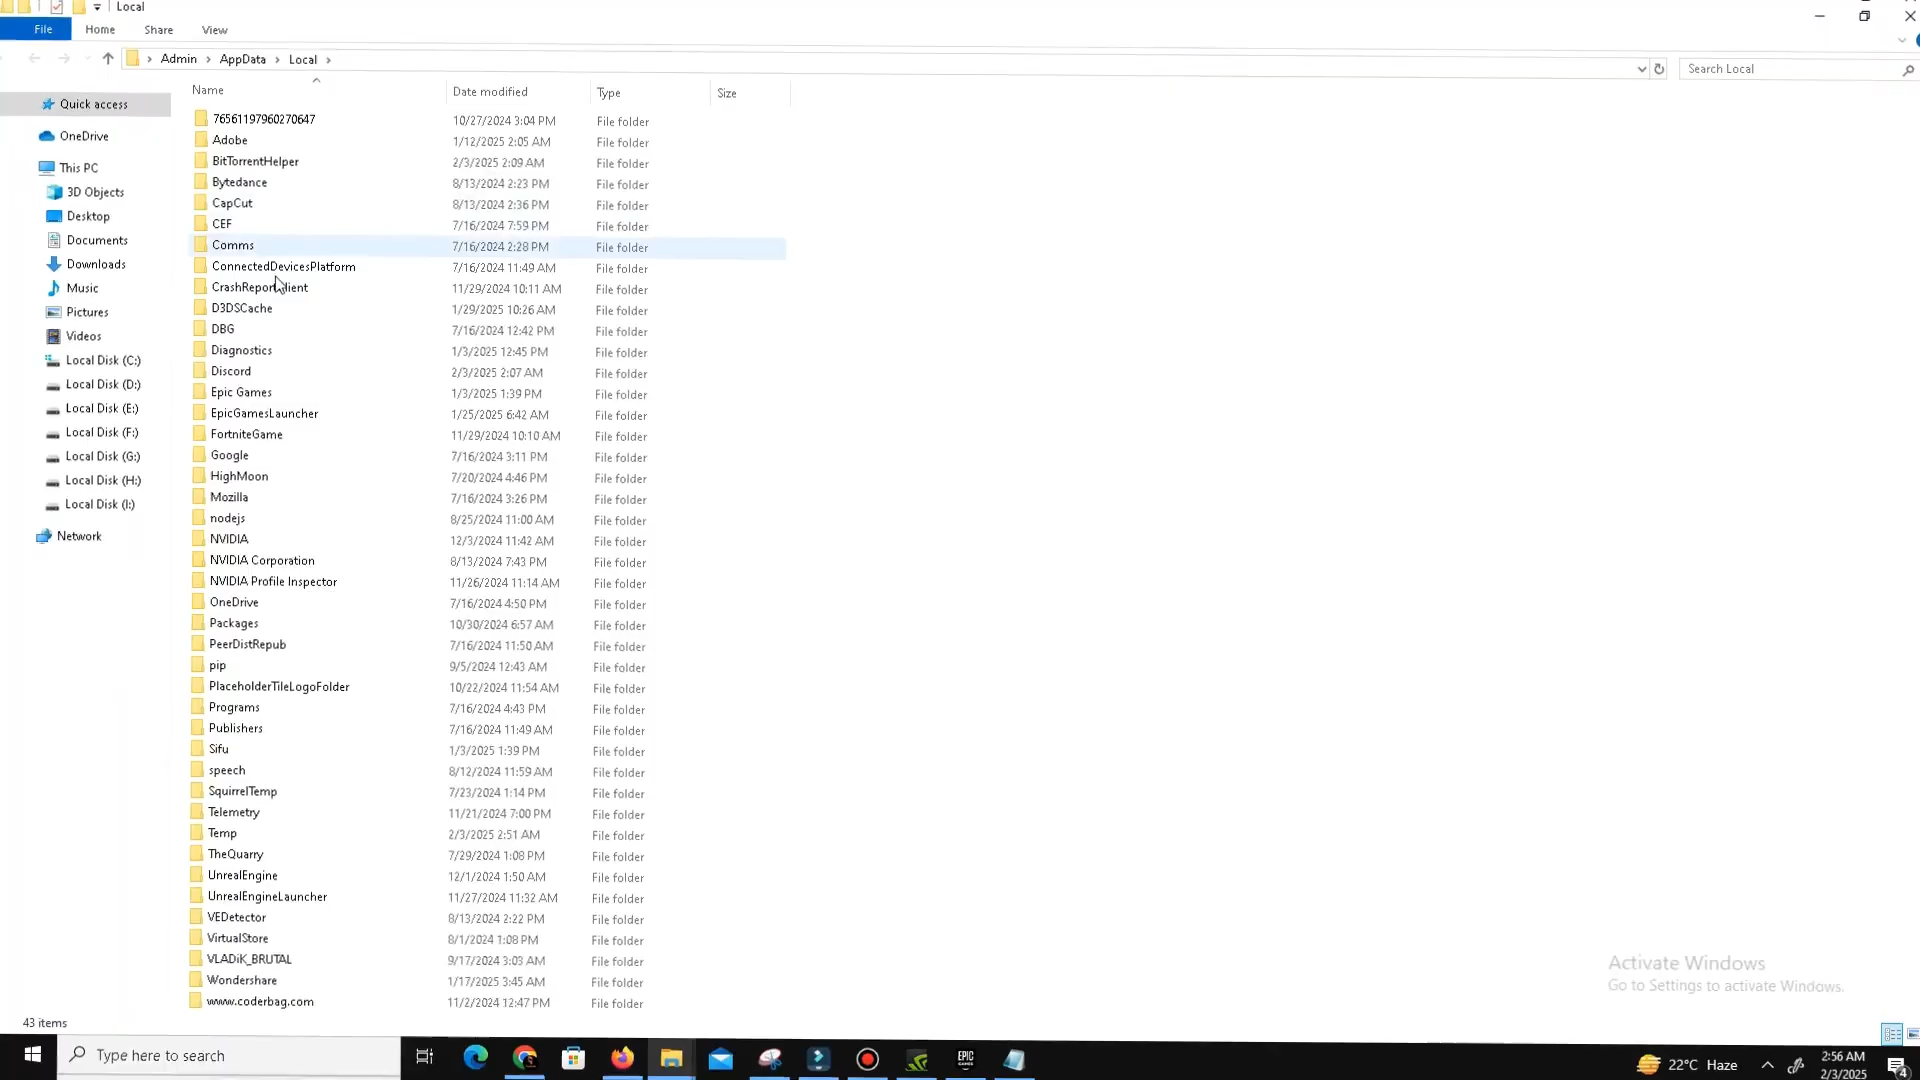 Local
File Home Share View
Admin > AppData > Local >
Search Local
Name Date modified Type Size
Quick access
OneDrive
This PC
3D Objects
Desktop
Documents
Downloads
Music
Pictures
Videos
Local Disk (C:)
Local Disk (D:)
Local Disk (E:)
Local Disk (F:)
Local Disk (G:)
Local Disk (H:)
Local Disk (I:)
Network
76561197960270647 10/27/2024 3:04 PM File folder
Adobe 1/12/2025 2:05 AM File folder
BitTorrentHelper 2/3/2025 2:09 AM File folder
Bytedance 8/13/2024 2:23 PM File folder
CapCut 8/13/2024 2:36 PM File folder
CEF 7/16/2024 7:59 PM File folder
Comms 7/16/2024 2:28 PM File folder
ConnectedDevicesPlatform 7/16/2024 11:49 AM File folder
CrashReportClient 11/29/2024 10:11 AM File folder
D3DSCache 1/29/2025 10:26 AM File folder
DBG 7/16/2024 12:42 PM File folder
Diagnostics 1/3/2025 12:45 PM File folder
Discord 2/3/2025 2:07 AM File folder
Epic Games 1/3/2025 1:39 PM File folder
EpicGamesLauncher 1/25/2025 6:42 AM File folder
FortniteGame 11/29/2024 10:10 AM File folder
Google 7/16/2024 3:11 PM File folder
HighMoon 7/20/2024 4:46 PM File folder
Mozilla 7/16/2024 3:26 PM File folder
nodejs 8/25/2024 11:00 AM File folder
NVIDIA 12/3/2024 11:42 AM File folder
NVIDIA Corporation 8/13/2024 7:43 PM File folder
NVIDIA Profile Inspector 11/26/2024 11:14 AM File folder
OneDrive 7/16/2024 4:50 PM File folder
Packages 10/30/2024 6:57 AM File folder
PeerDistRepub 7/16/2024 11:50 AM File folder
pip 9/5/2024 12:43 AM File folder
PlaceholderTileLogoFolder 10/22/2024 11:54 AM File folder
Programs 7/16/2024 4:43 PM File folder
Publishers 7/16/2024 11:49 AM File folder
Sifu 1/3/2025 1:39 PM File folder
speech 8/12/2024 11:59 AM File folder
SquirrelTemp 7/23/2024 1:14 PM File folder
Telemetry 11/21/2024 7:00 PM File folder
Temp 2/3/2025 2:51 AM File folder
TheQuarry 7/29/2024 1:08 PM File folder
UnrealEngine 12/1/2024 1:50 AM File folder
UnrealEngineLauncher 11/27/2024 11:32 AM File folder
VEDetector 8/13/2024 2:22 PM File folder
VirtualStore 8/1/2024 1:08 PM File folder
VLADiK_BRUTAL 9/17/2024 3:03 AM File folder
Wondershare 1/17/2025 3:45 AM File folder
www.coderbag.com 11/2/2024 12:47 PM File folder
Activate Windows
Go to Settings to activate Windows.
43 items
Type here to search
EPIC
GAMES
22°C Haze
2:56 AM
2/3/2025
4